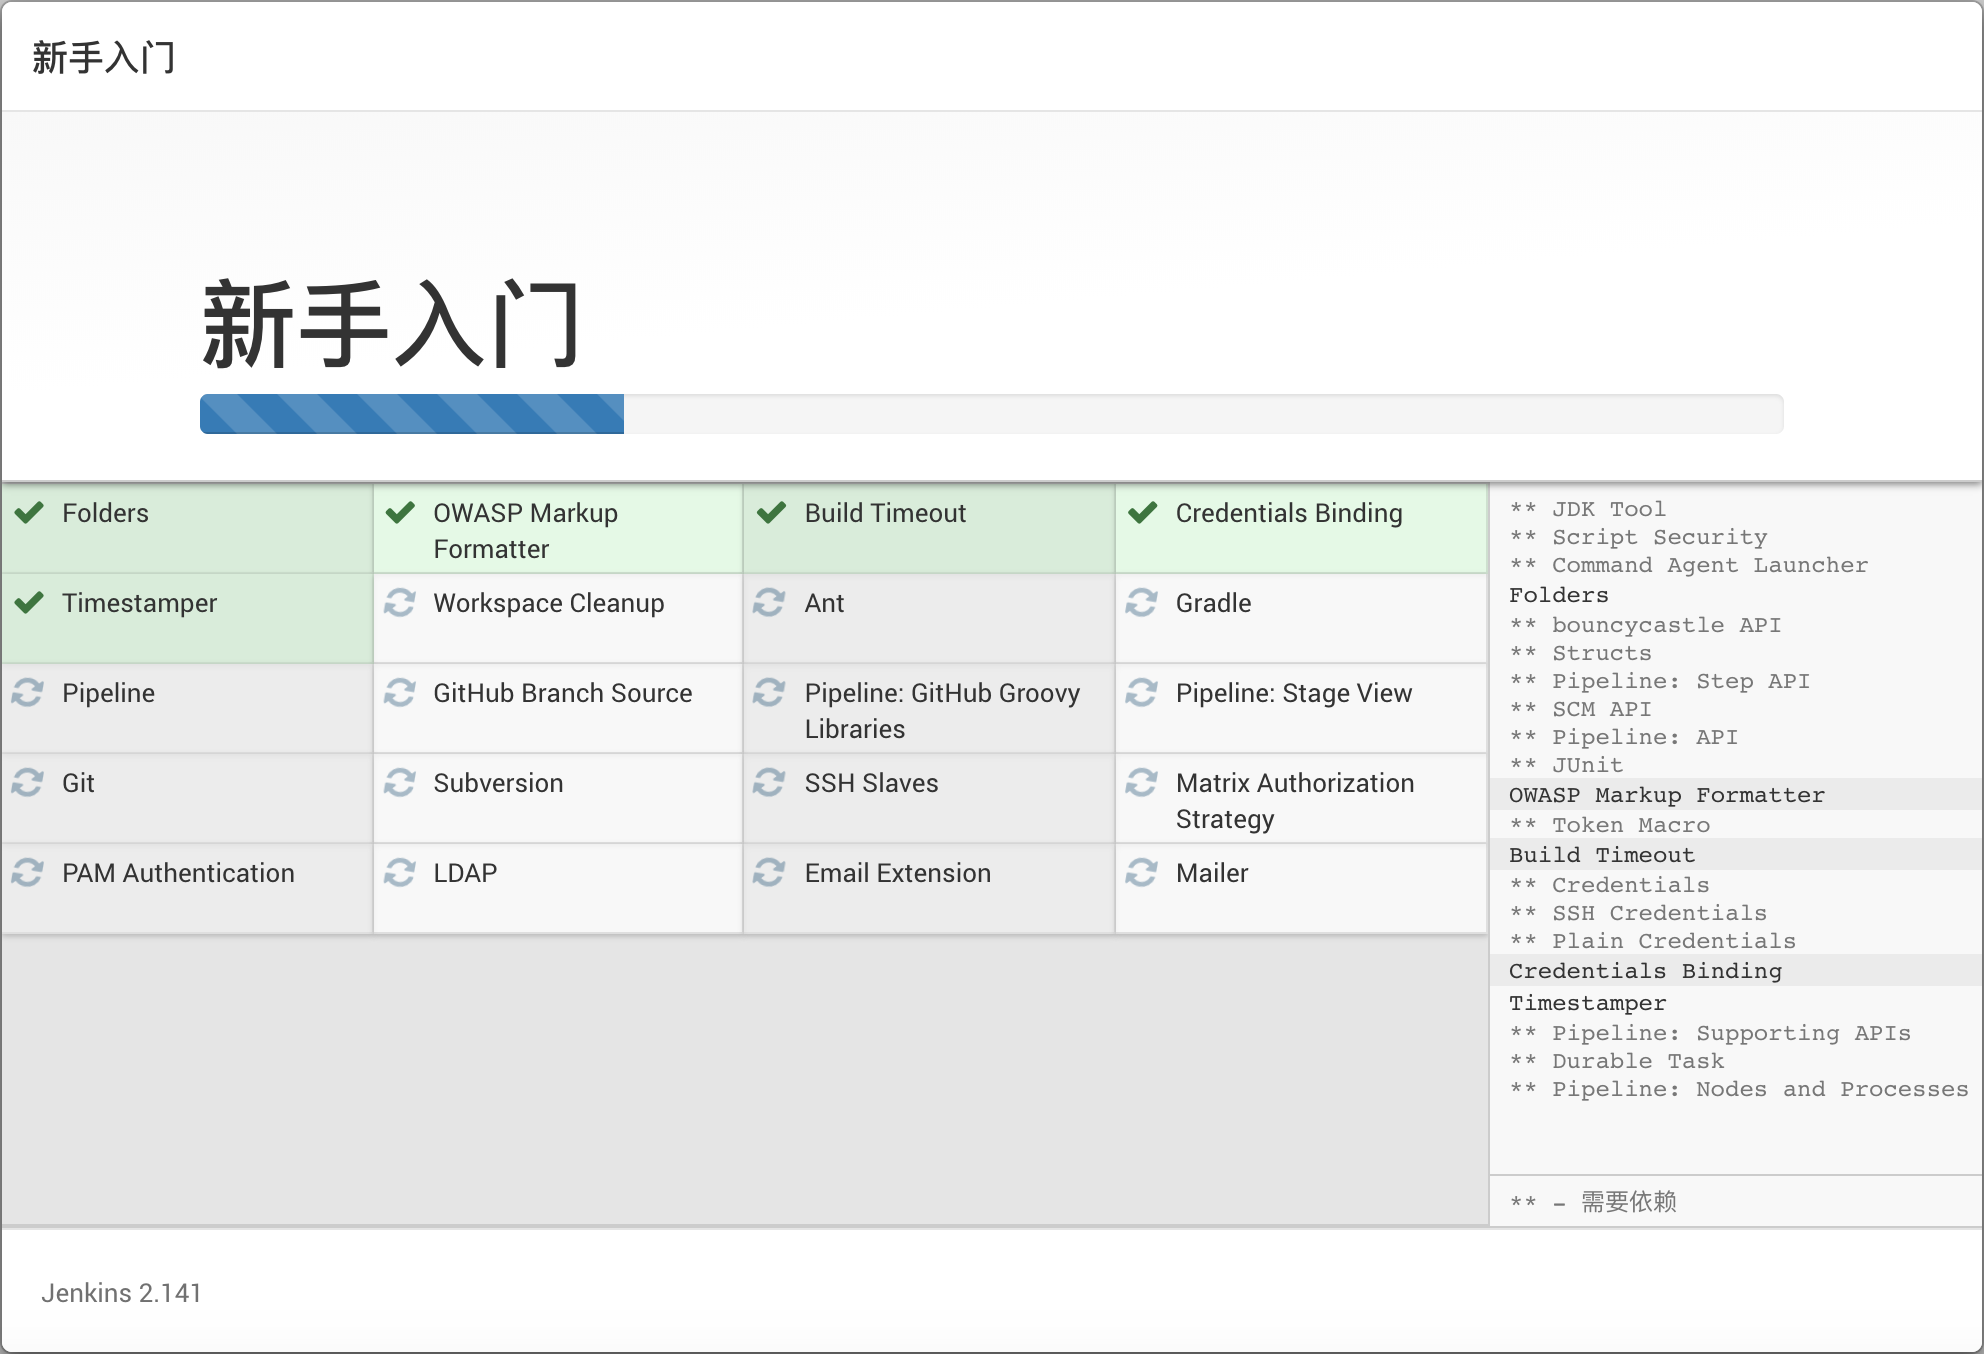 新手入门
新手入门
Folders
OWASP Markup
Formatter
Build Timeout
Credentials Binding
Timestamper
Workspace Cleanup
Ant
Gradle
Pipeline
GitHub Branch Source
Pipeline: GitHub Groovy
Libraries
Pipeline: Stage View
Git
Subversion
SSH Slaves
Matrix Authorization
Strategy
PAM Authentication
LDAP
Email Extension
Mailer
** JDK Tool
** Script Security
** Command Agent Launcher
Folders
** bouncycastle API
** Structs
** Pipeline: Step API
** SCM API
** Pipeline: API
** JUnit
OWASP Markup Formatter
** Token Macro
Build Timeout
** Credentials
** SSH Credentials
** Plain Credentials
Credentials Binding
Timestamper
** Pipeline: Supporting APIs
** Durable Task
** Pipeline: Nodes and Processes
** – 需要依赖
Jenkins 2.141